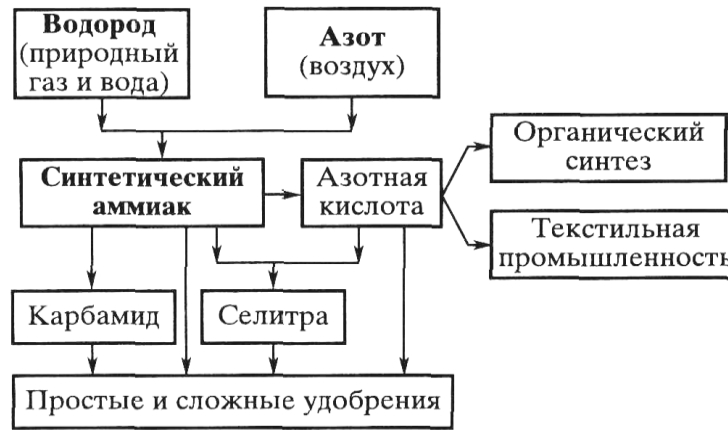 Водород
(природный
газ и вода)
Азот
(воздух)
Синтетический
аммиак
Азотная
кислота
Органический
синтез
Текстильная
промышленность
Карбамид
Селитра
Простые и сложные удобрения